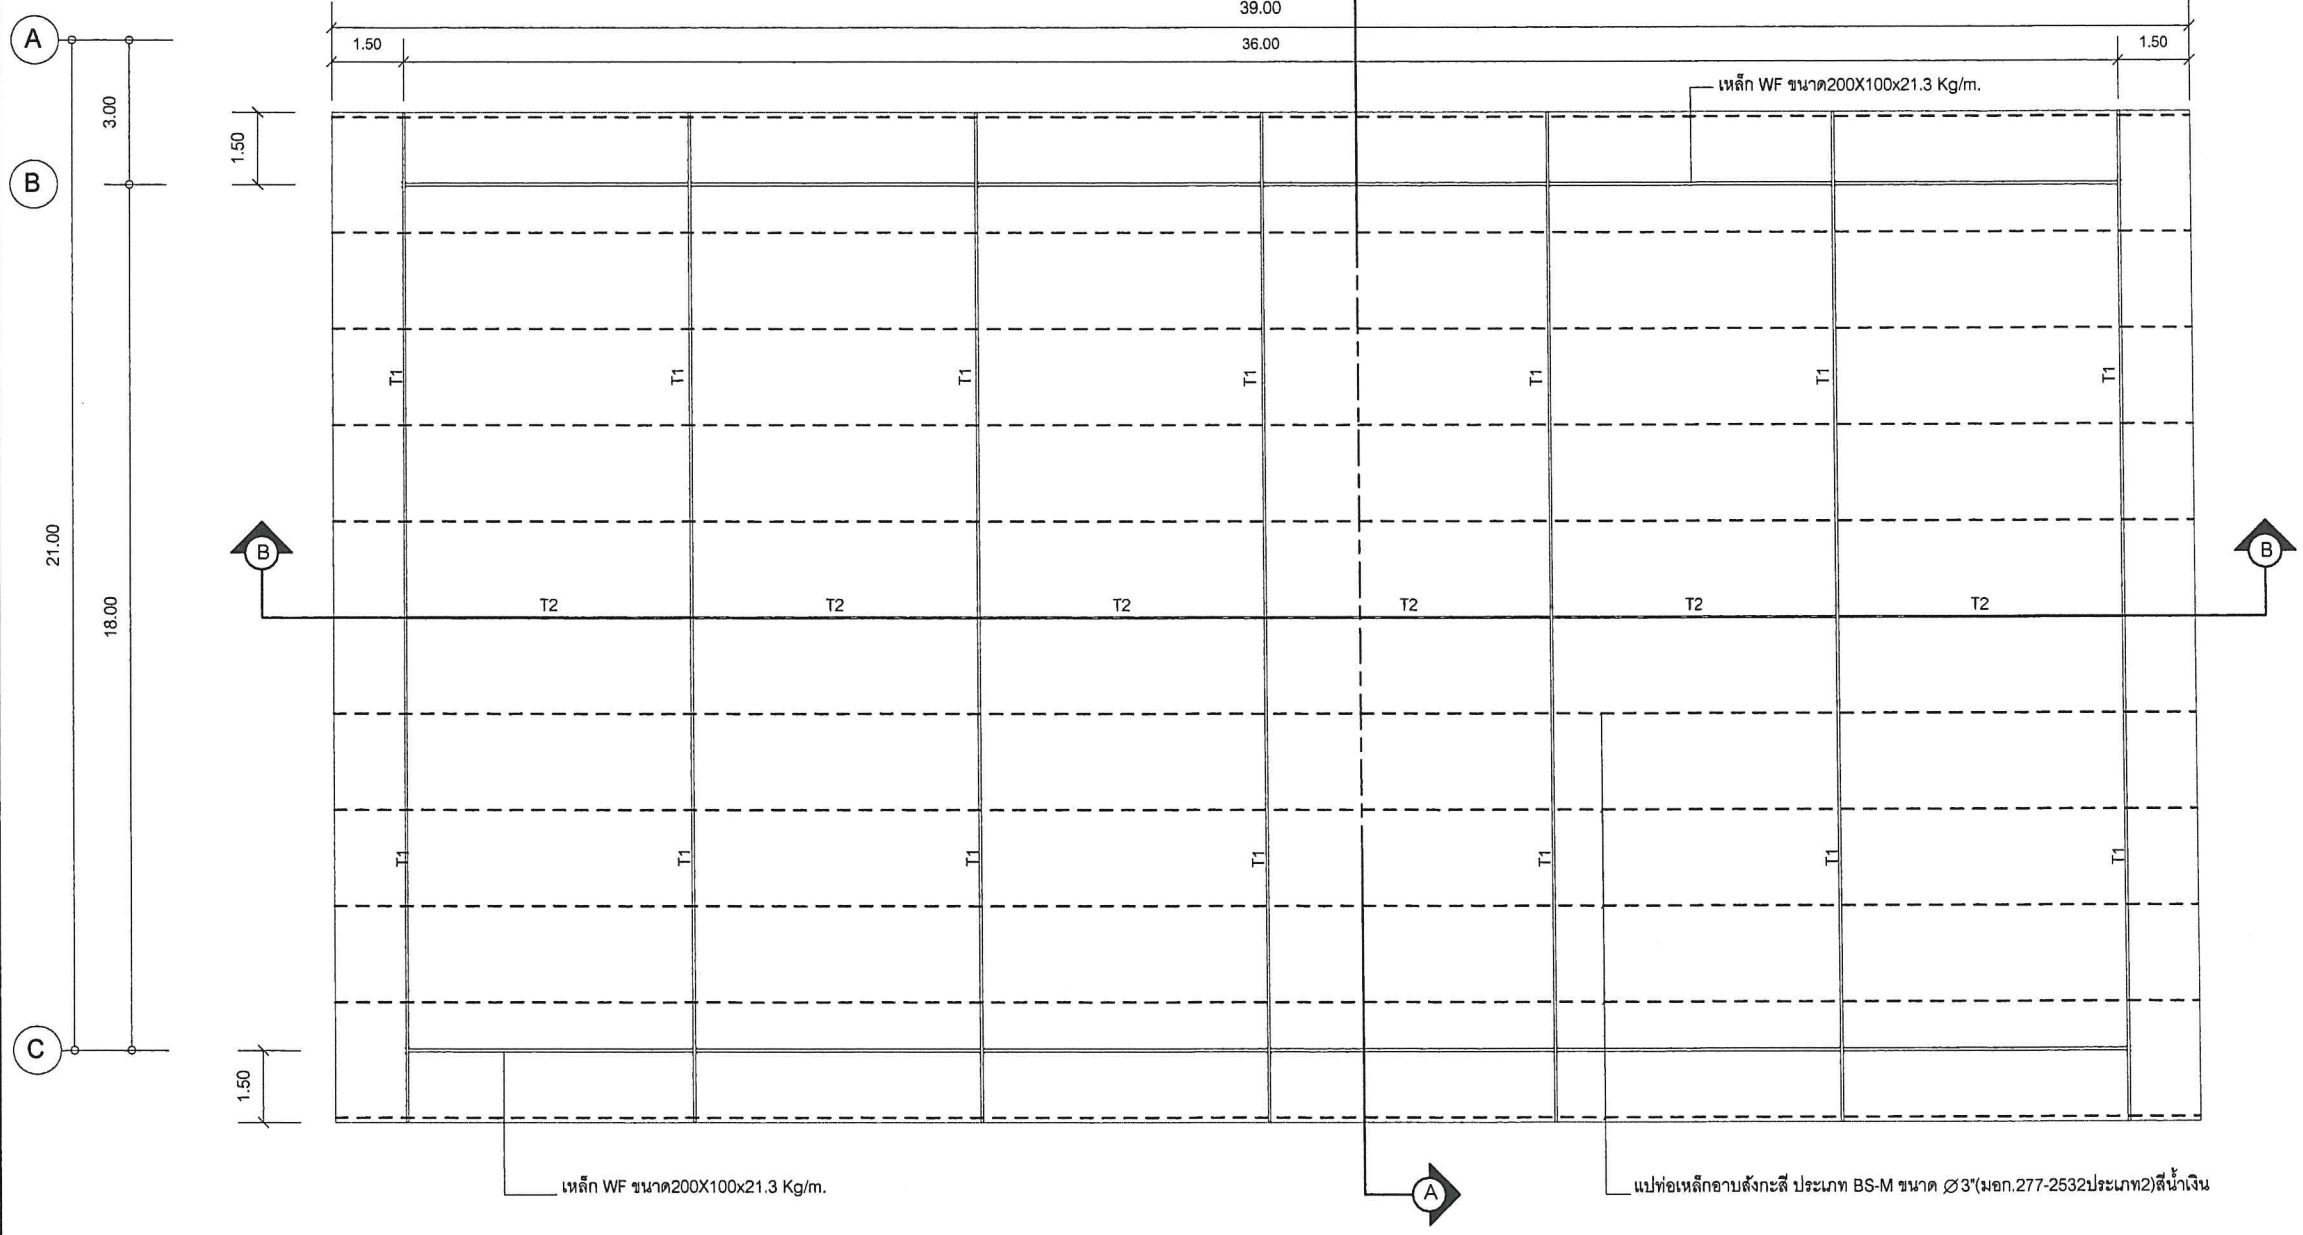 39.00
A
1.50
36.00
1.50
เหล็ก WF ขนาด200X100x21.3 Kg/m.
3.00
1.50
B
T1
T1
T1
T1
T1
T1
T1
21.00
B
B
18.00
T2
T2
T2
T2
T2
T2
T1
T1
T1
T1
T1
T1
T1
C
1.50
เหล็ก WF ขนาด200X100x21.3 Kg/m.
A
แปท่อเหล็กอาบสังกะสี ประเภท BS-M ขนาด ∅3"(มอก.277-2532ประเภท2)สีน้ำเงิน